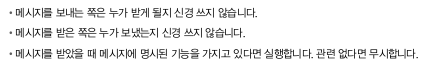 • 메시지를 보내는 쪽은 누가 받게 될지 신경 쓰지 않습니다.
• 메시지를 받은 쪽은 누가 보냈는지 신경 쓰지 않습니다.
• 메시지를 받았을 때 메시지에 명시된 기능을 가지고 있다면 실행합니다. 관련 없다면 무시합니다.